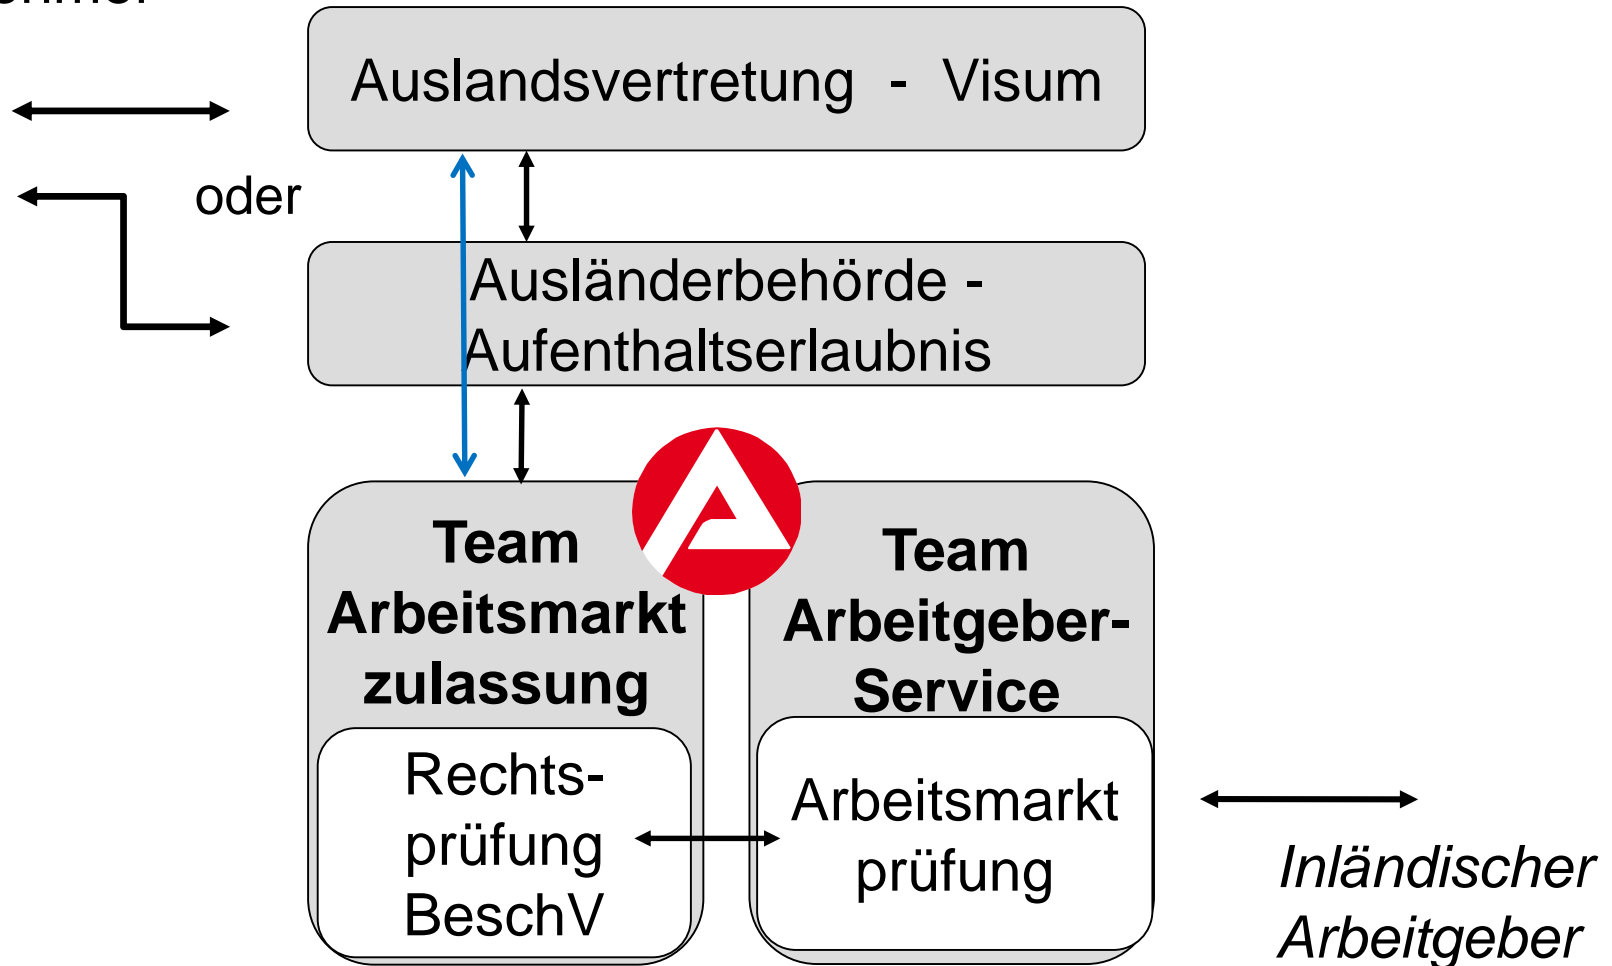 Auslandsvertretung - Visum
oder
Ausländerbehörde -
Aufenthaltserlaubnis
Team
Arbeitsmarkt
zulassung
Rechts-
prüfung
BeschV
Team
Arbeitgeber-
Service
Arbeitsmarkt
prüfung
Inländischer
Arbeitgeber